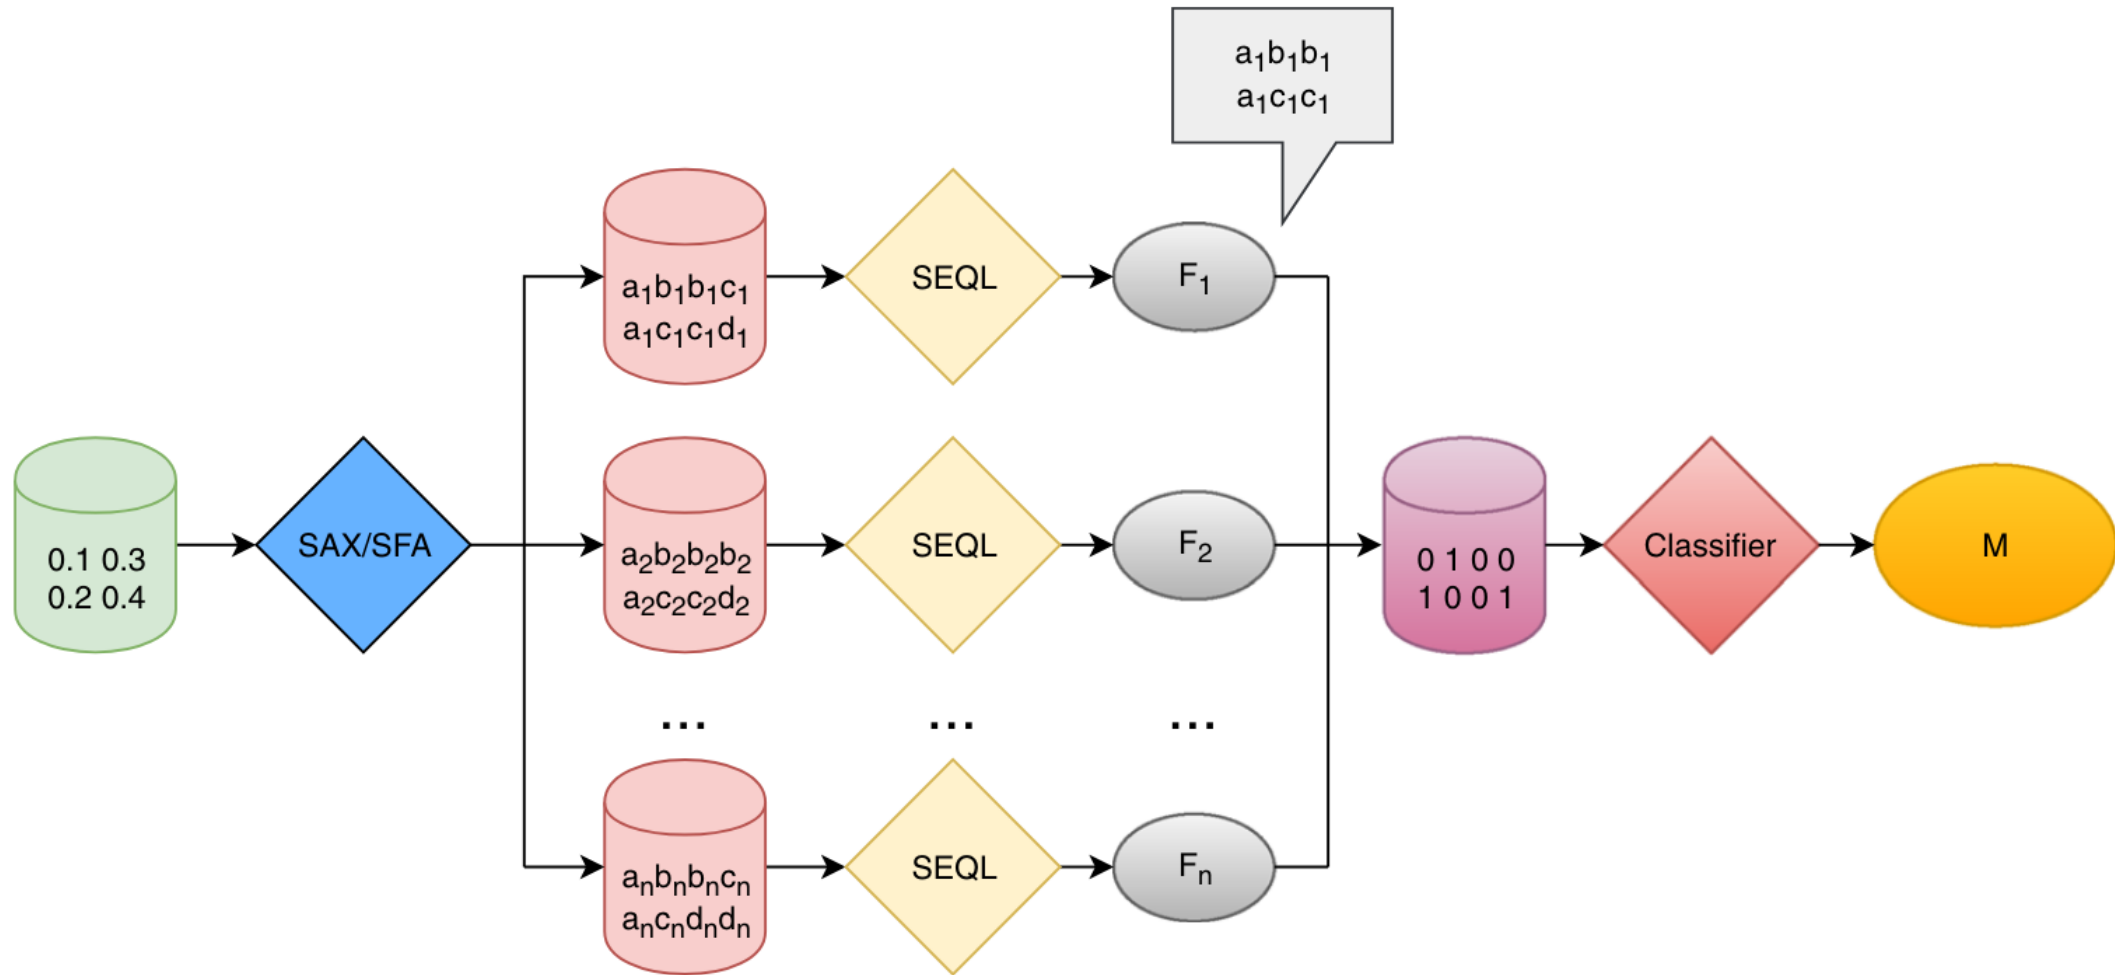 a₁b₁b₁
a₁c₁c₁
a₁b₁b₁c₁
a₁c₁c₁d₁
SEQL
F₁
0.1 0.3
0.2 0.4
SAX/SFA
a₂b₂b₂b₂
a₂c₂c₂d₂
SEQL
F₂
0 1 0 0
1 0 0 1
Classifier
M
...
...
...
aₙbₙbₙcₙ
aₙcₙdₙdₙ
SEQL
Fₙ